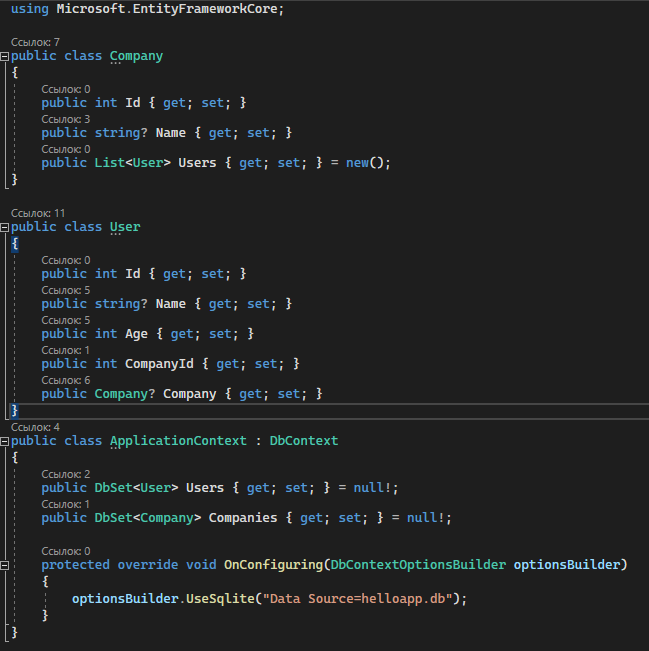 using Microsoft.EntityFrameworkCore;
Ссылок: 7
public class Company
{
Ссылок: 0
public int Id { get; set; }
Ссылок: 3
public string? Name { get; set; }
Ссылок: 0
public List<User> Users { get; set; } = new();
}
Ссылок: 11
public class User
{
Ссылок: 0
public int Id { get; set; }
Ссылок: 5
public string? Name { get; set; }
Ссылок: 5
public int Age { get; set; }
Ссылок: 1
public int CompanyId { get; set; }
Ссылок: 6
public Company? Company { get; set; }
}
Ссылок: 4
public class ApplicationContext : DbContext
{
Ссылок: 2
public DbSet<User> Users { get; set; } = null!;
Ссылок: 1
public DbSet<Company> Companies { get; set; } = null!;
Ссылок: 0
protected override void OnConfiguring(DbContextOptionsBuilder optionsBuilder)
{
optionsBuilder.UseSqlite("Data Source=helloapp.db");
}
}